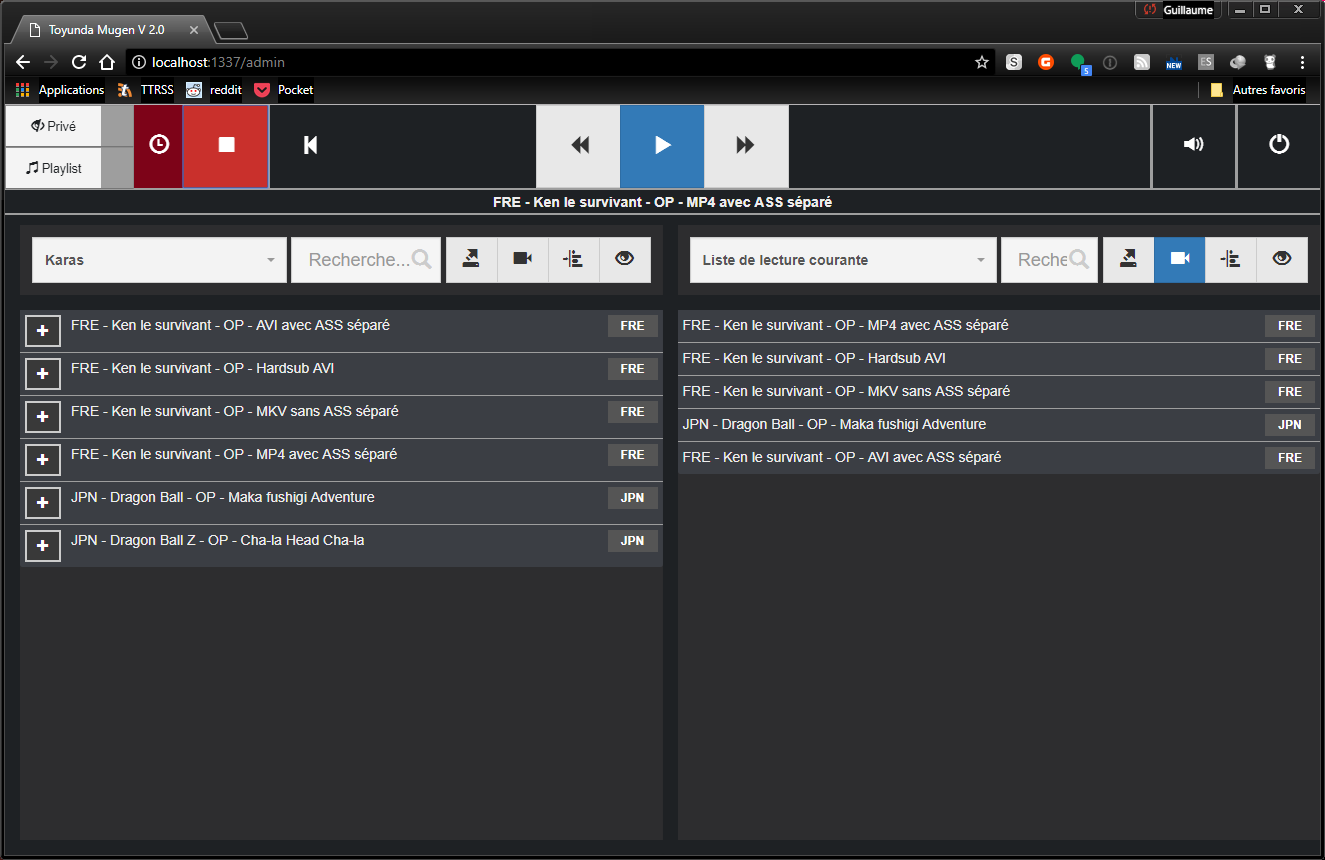 Guillaume
Toyunda Mugen V 2.0
localhost:1337/admin
S G S NEW ES
Applications TTRSS reddit Pocket Autres favoris
Privé
Playlist
FRE - Ken le survivant - OP - MP4 avec ASS séparé
Karas Recherche...
Liste de lecture courante Reche
FRE - Ken le survivant - OP - AVI avec ASS séparé FRE
FRE - Ken le survivant - OP - Hardsub AVI FRE
FRE - Ken le survivant - OP - MKV sans ASS séparé FRE
FRE - Ken le survivant - OP - MP4 avec ASS séparé FRE
JPN - Dragon Ball - OP - Maka fushigi Adventure JPN
JPN - Dragon Ball Z - OP - Cha-la Head Cha-la JPN
FRE - Ken le survivant - OP - MP4 avec ASS séparé FRE
FRE - Ken le survivant - OP - Hardsub AVI FRE
FRE - Ken le survivant - OP - MKV sans ASS séparé FRE
JPN - Dragon Ball - OP - Maka fushigi Adventure JPN
FRE - Ken le survivant - OP - AVI avec ASS séparé FRE